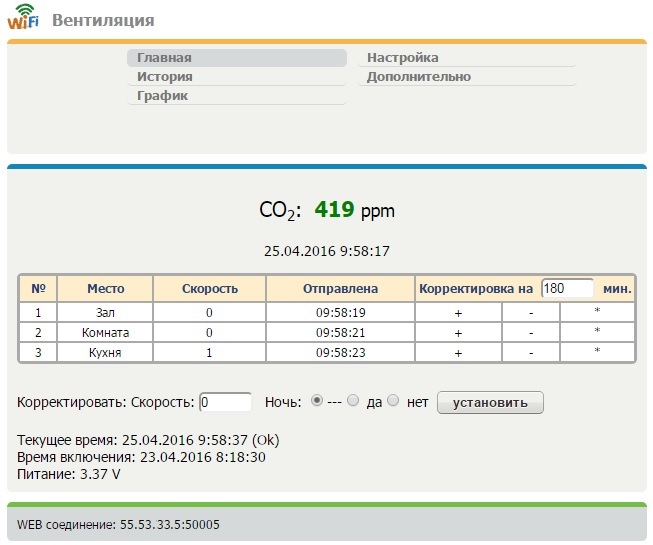 WiFi Вентиляция
Главная Настройка
История Дополнительно
График
CO2: 419 ppm
25.04.2016 9:58:17
№ Место Скорость Отправлена Корректировка на 180 мин.
1 Зал 0 09:58:19 + - *
2 Комната 0 09:58:21 + - *
3 Кухня 1 09:58:23 + - *
Корректировать: Скорость: 0 Ночь: --- да нет установить
Текущее время: 25.04.2016 9:58:37 (Ok)
Время включения: 23.04.2016 8:18:30
Питание: 3.37 V
WEB соединение: 55.53.33.5:50005